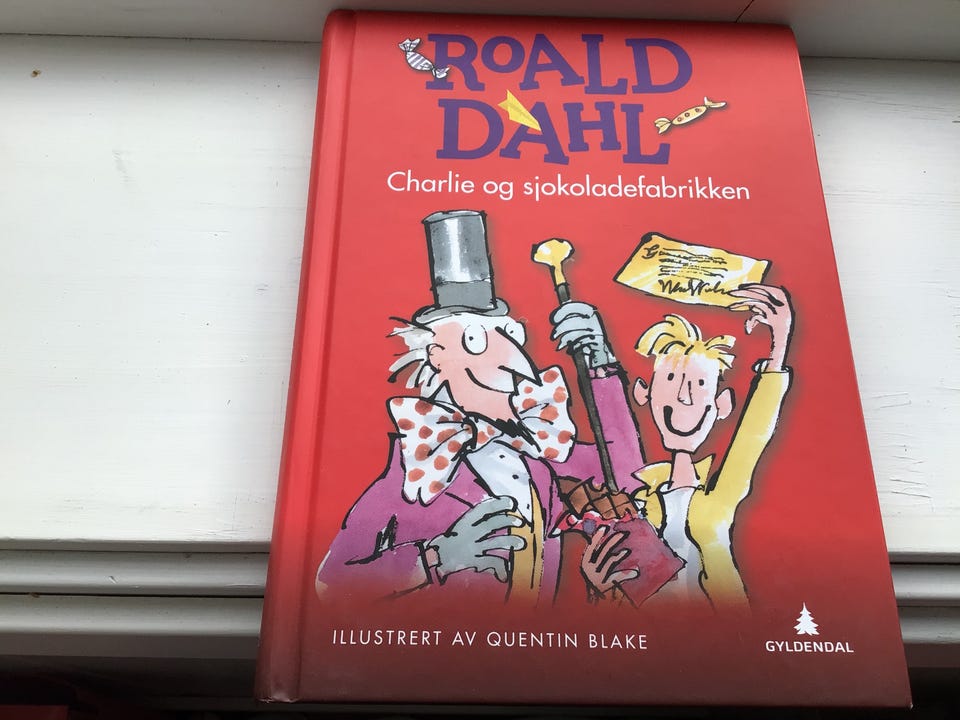 ROALD
DAHL
Charlie og sjokoladefabrikken
ILLUSTRERT AV QUENTIN BLAKE
GYLDENDAL